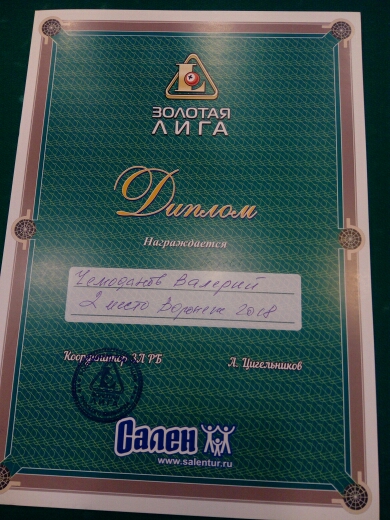 ЗОЛОТАЯ
ЛИГА
Диплом
Награждается
Чемоданов Валерий
2 место Воронеж 2018
Координатор ЗЛ РБ
Л. Цигельников
Сален
www.salentur.ru